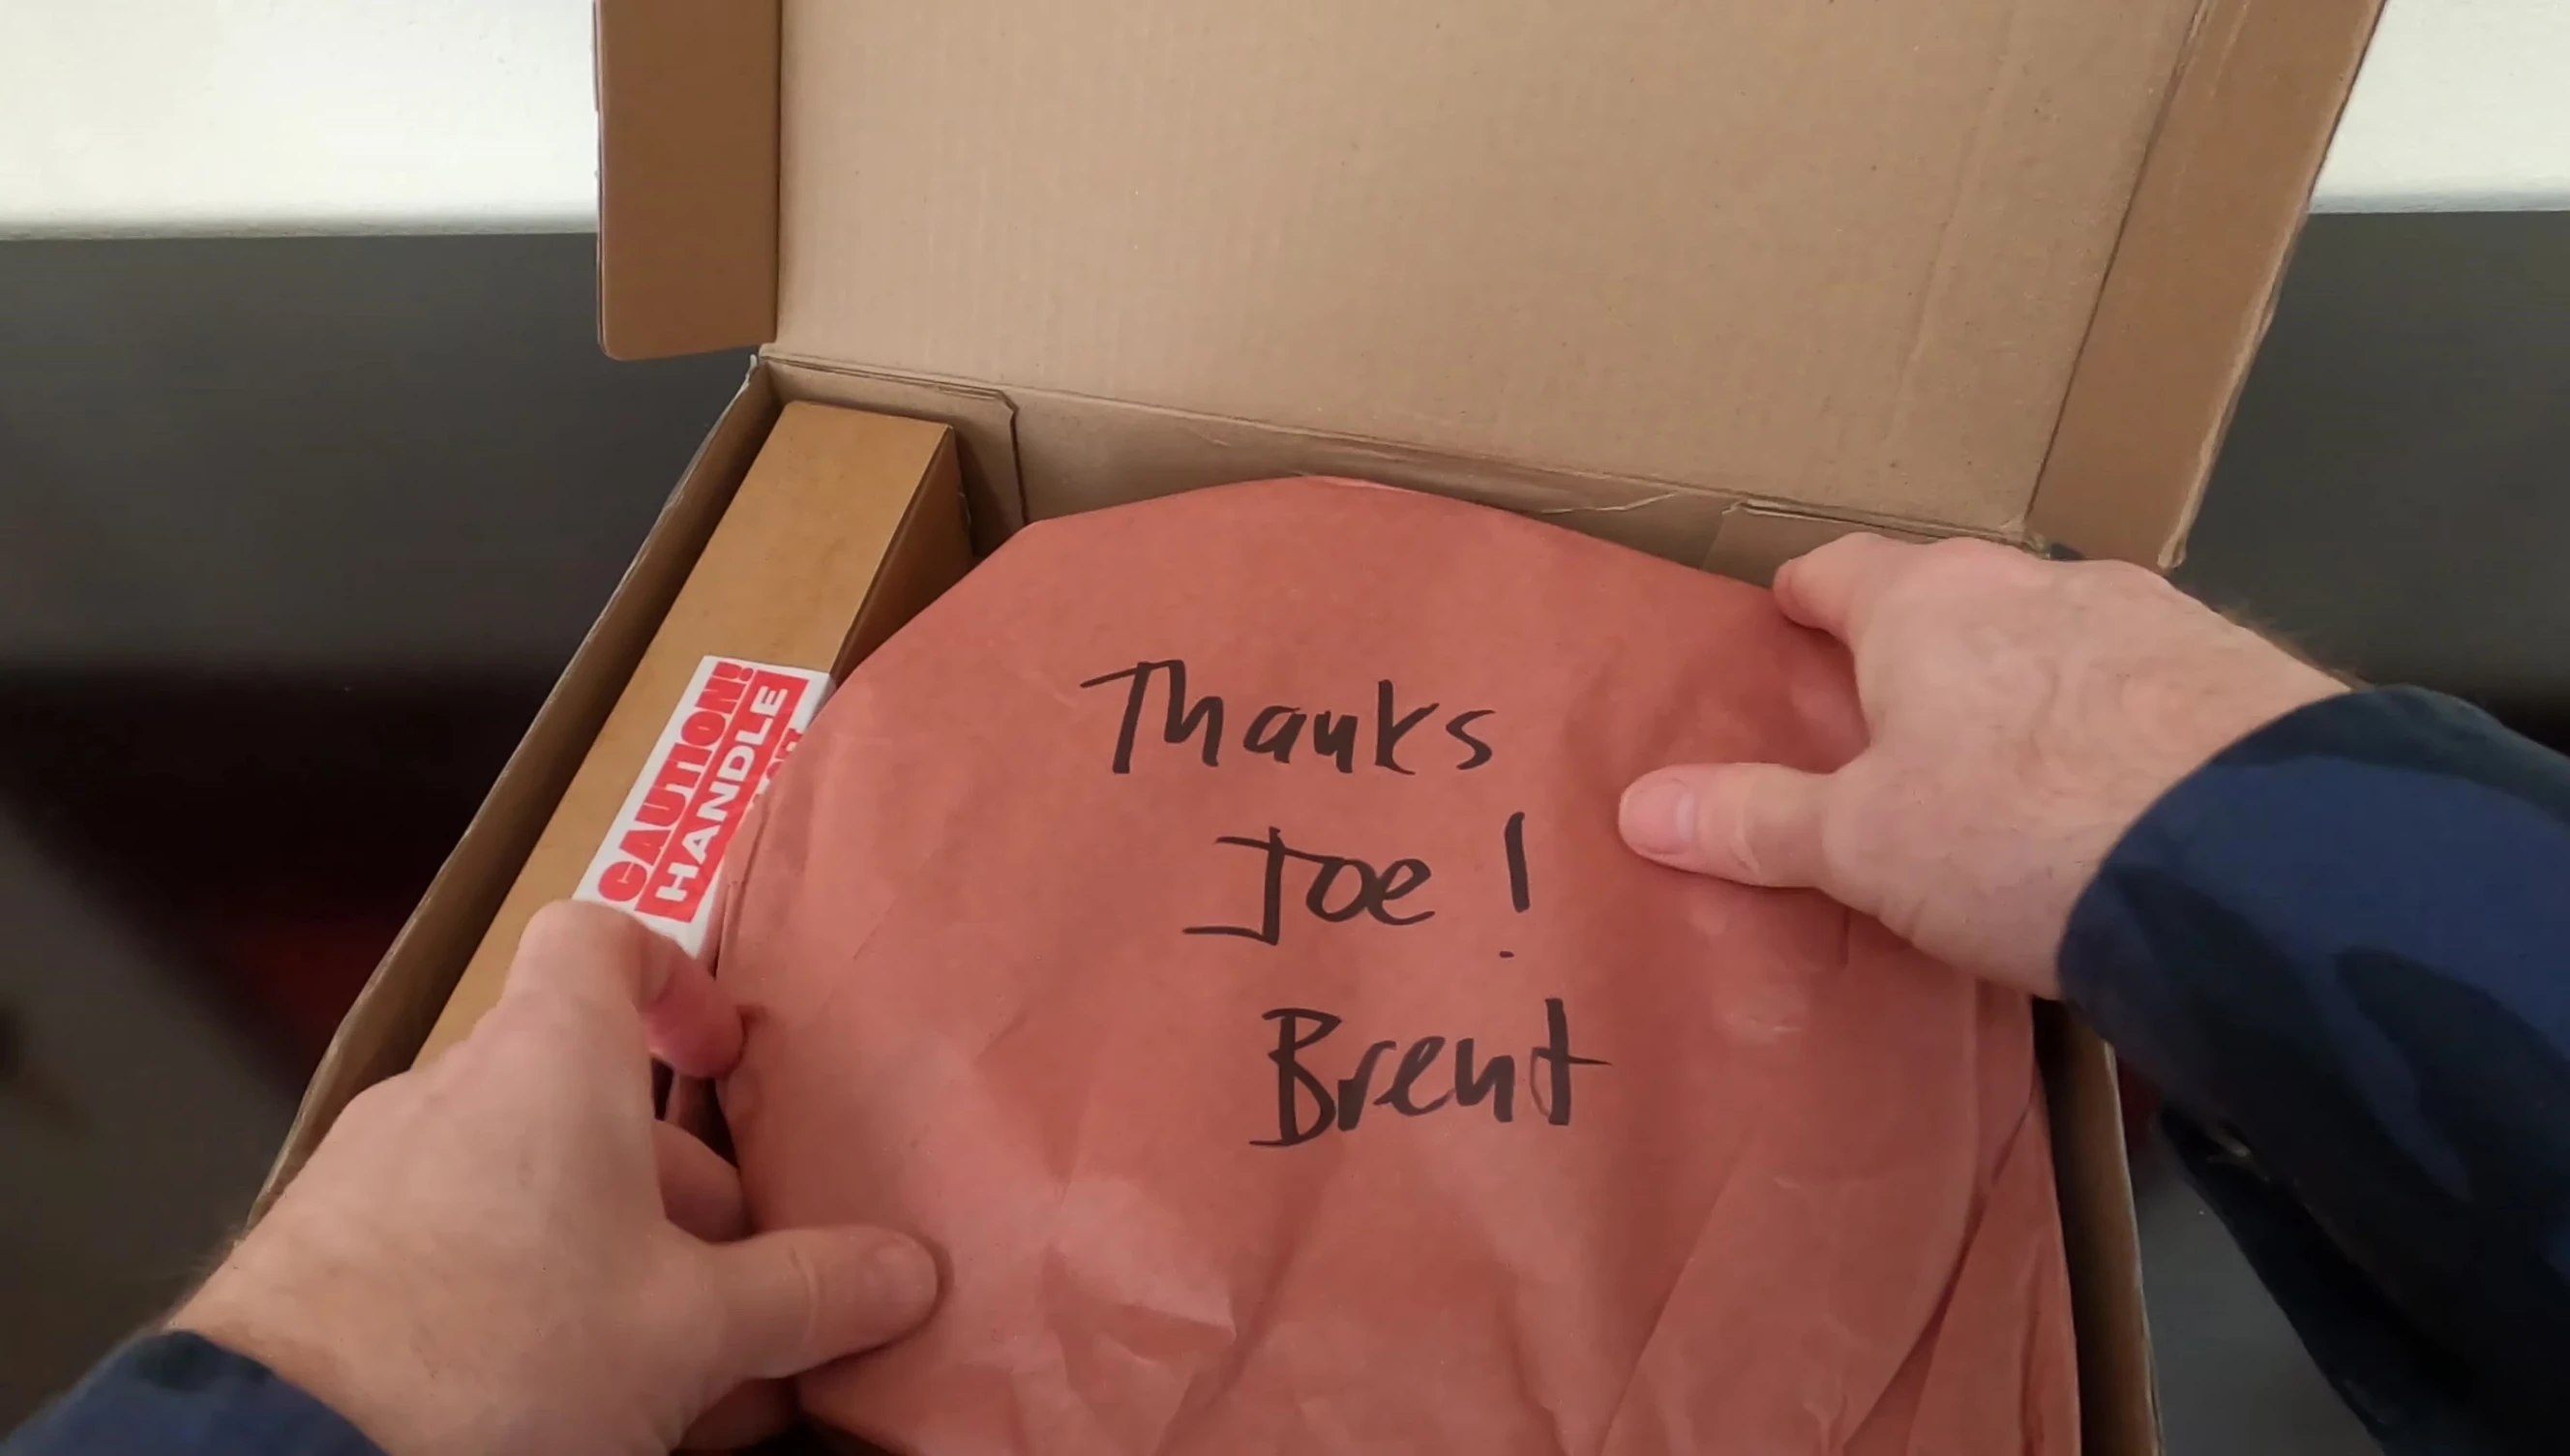 CAUTION!
HANDLE
Thanks
Joe!
Brent